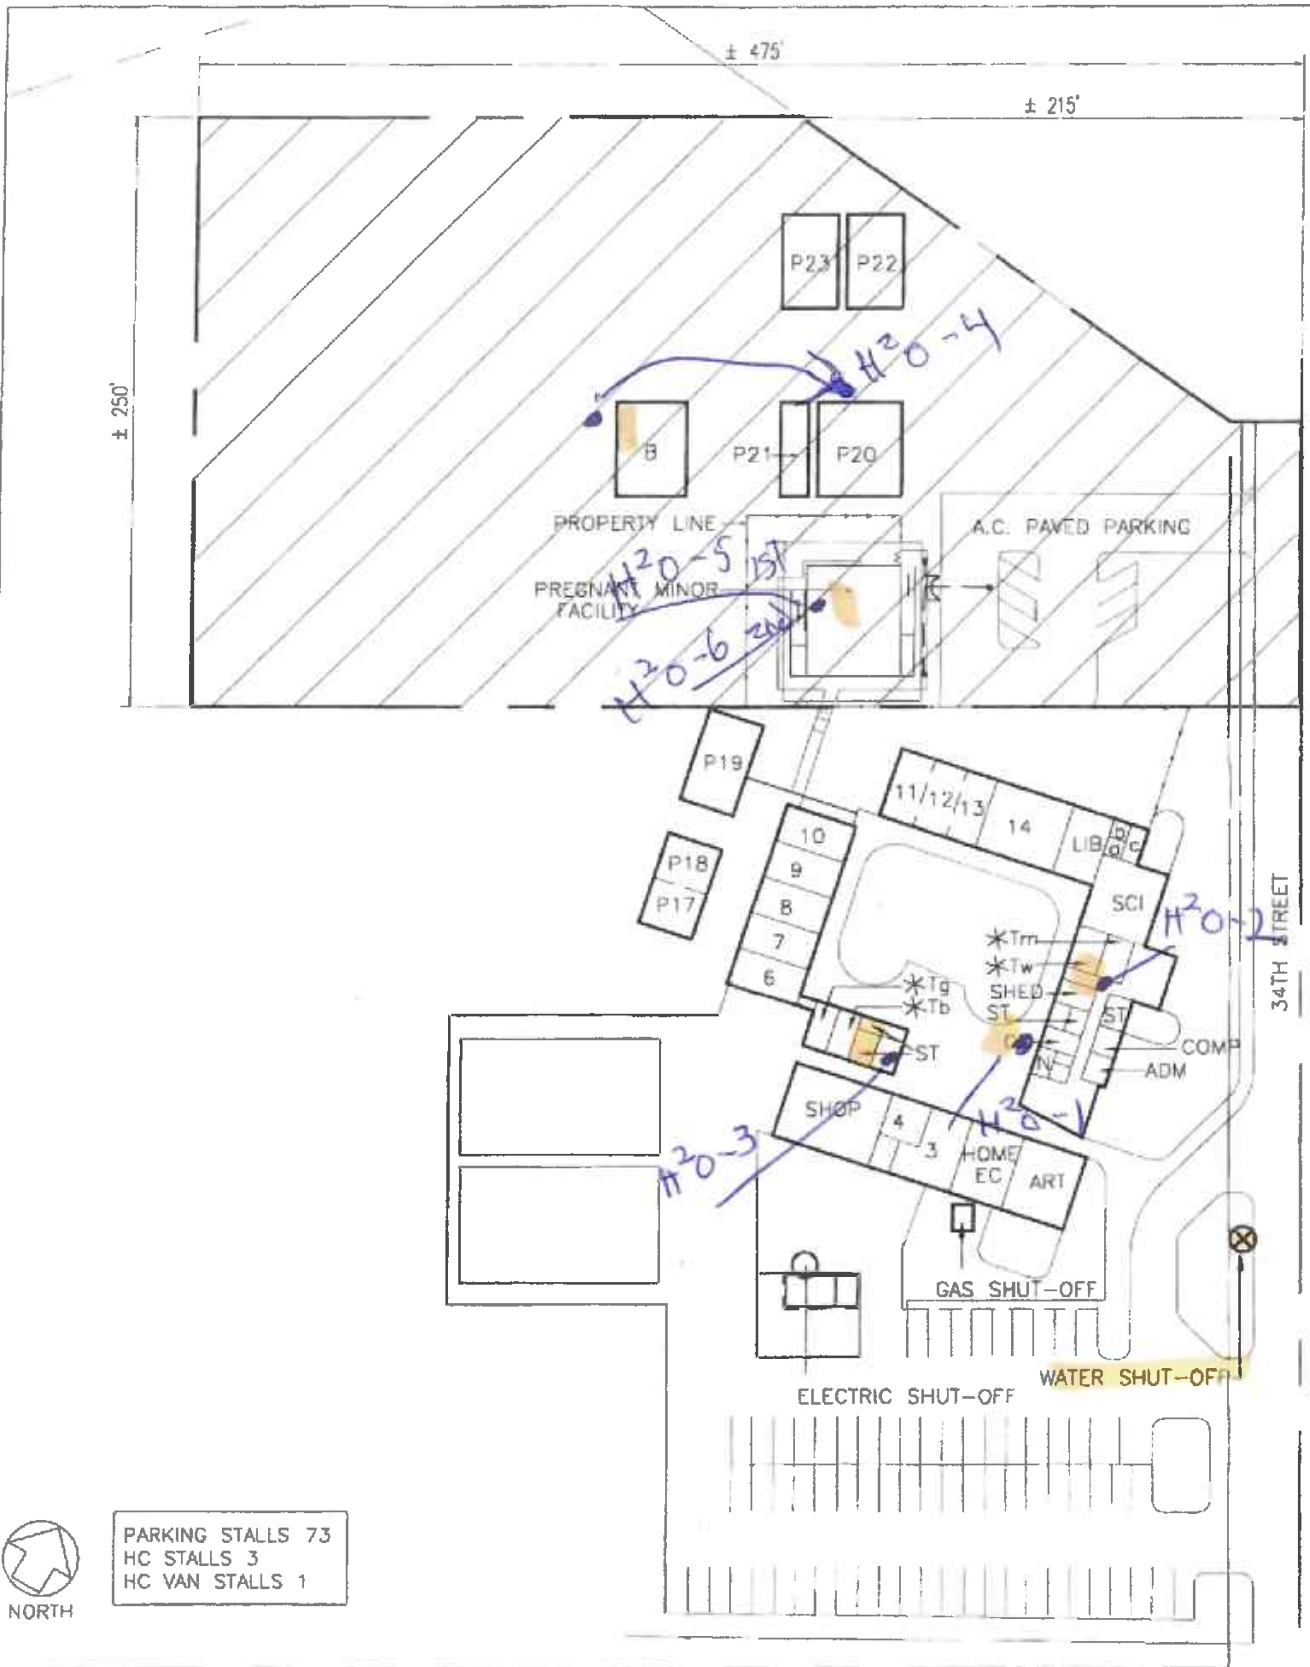 ± 475'
± 215'
± 250'
P23
P22
H²O-4
B
P21
P20
PROPERTY LINE
A.C. PAVED PARKING
H²O-5 1st
PREGNANT MINOR
FACILITY
H²O-6 2nd
P19
11/12/13
14
LIB
b
a
c
10
9
8
7
6
P18
P17
SCI
H²O-2
34TH STREET
*Tm
*Tw
SHED
ST
ST
*Tg
*Tb
ST
N
COMP
ADM
SHOP
4
3
HOME
EC
ART
H²O-1
H²O-3
GAS SHUT-OFF
WATER SHUT-OFF
ELECTRIC SHUT-OFF
NORTH
PARKING STALLS 73
HC STALLS 3
HC VAN STALLS 1